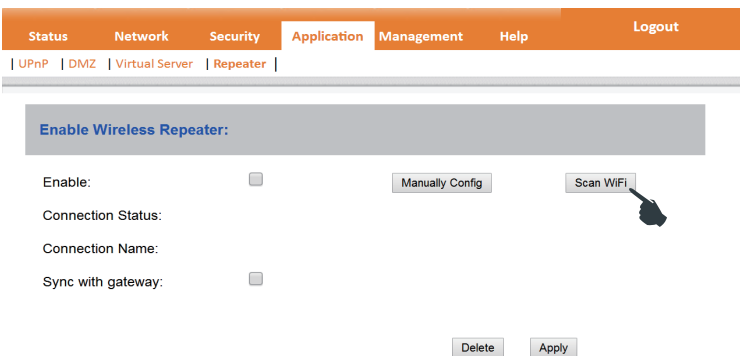 Status Network Security Application Management Help Logout
| UPnP | DMZ | Virtual Server | Repeater |
Enable Wireless Repeater:
Enable: Manually Config Scan WiFi
Connection Status:
Connection Name:
Sync with gateway:
Delete Apply